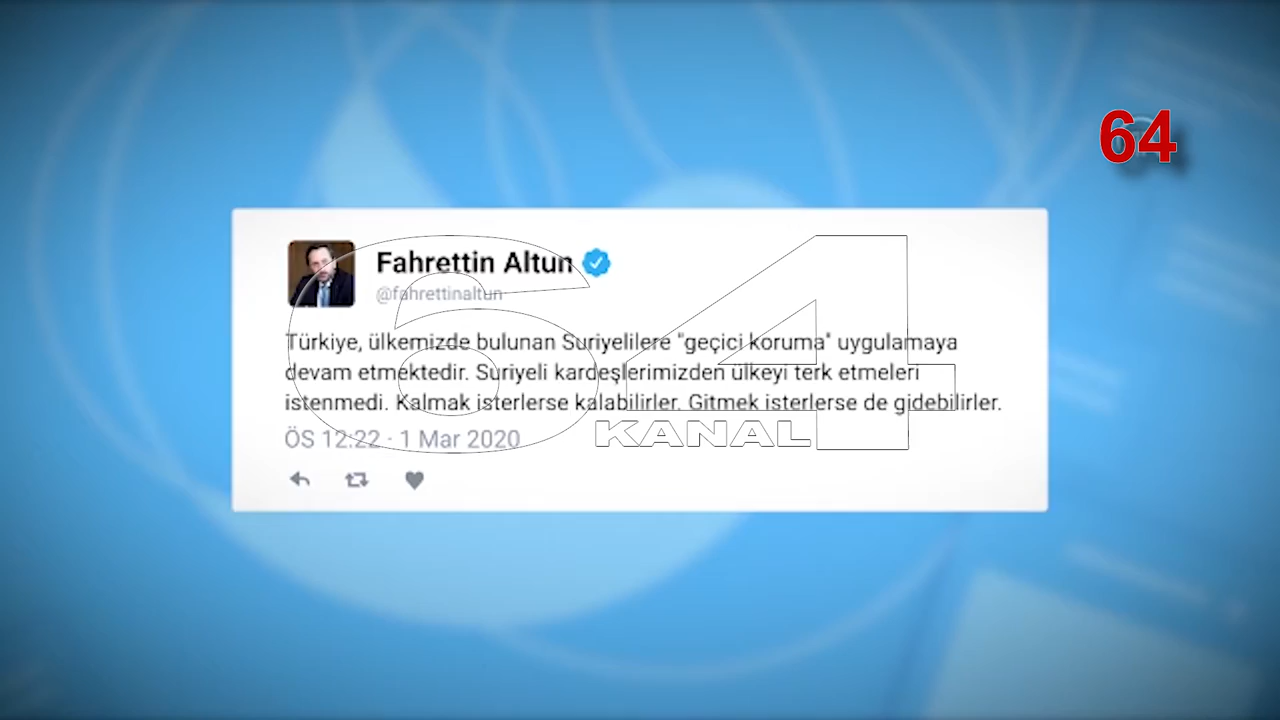 64
Fahrettin Altun
@fahrettinaltun
Türkiye, ülkemizde bulunan Suriyelilere "geçici koruma" uygulamaya
devam etmektedir. Suriyeli kardeşlerimizden ülkeyi terk etmeleri
istenmedi. Kalmak isterlerse kalabilirler. Gitmek isterlerse de gidebilirler.
ÖS 12:22 · 1 Mar 2020
64
KANAL